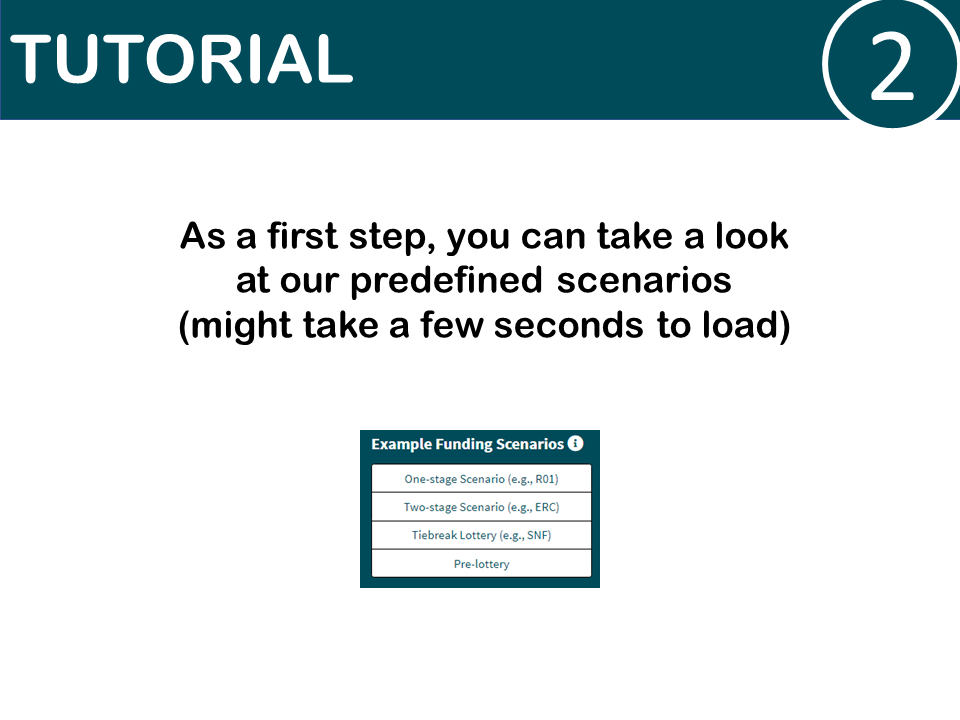 TUTORIAL
2
As a first step, you can take a look
at our predefined scenarios
(might take a few seconds to load)
Example Funding Scenarios i
One-stage Scenario (e.g., R01)
Two-stage Scenario (e.g., ERC)
Tiebreak Lottery (e.g., SNF)
Pre-lottery